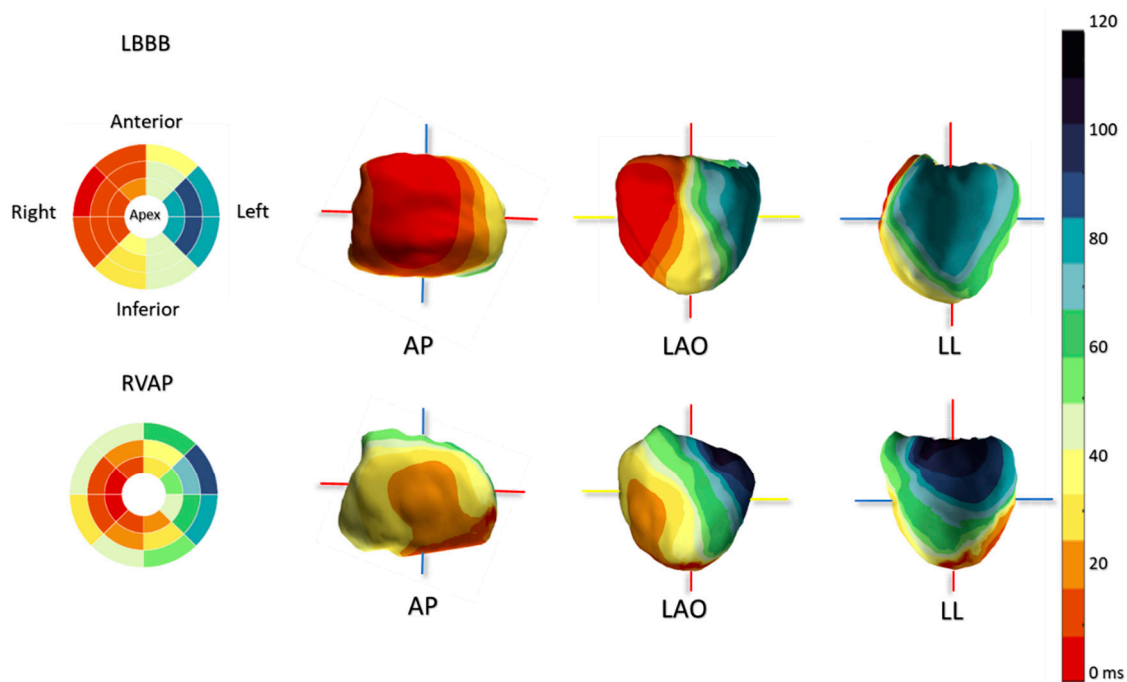 LBBB
Anterior
Right
Apex
Left
Inferior
AP
LAO
LL
RVAP
AP
LAO
LL
120
100
80
60
40
20
0 ms